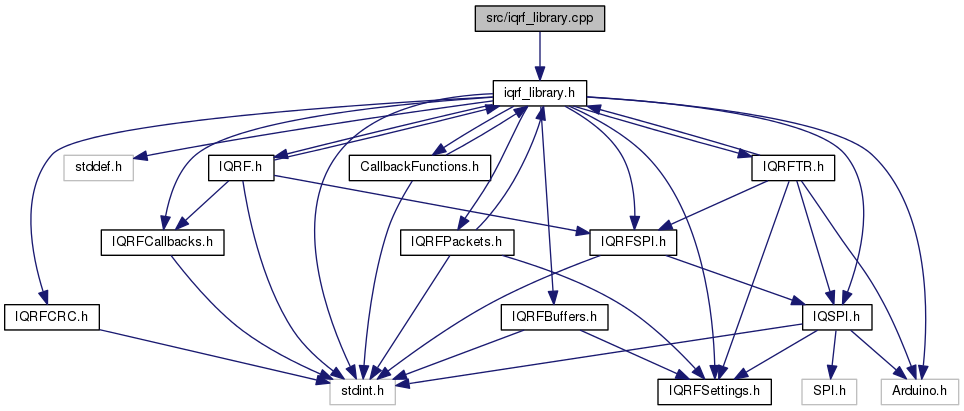 src/iqrf_library.cpp
iqrf_library.h
stddef.h
IQRF.h
CallbackFunctions.h
IQRFTR.h
IQRFCallbacks.h
IQRFPackets.h
IQRFSPI.h
IQRFCRC.h
IQRFBuffers.h
IQSPI.h
stdint.h
IQRFSettings.h
SPI.h
Arduino.h